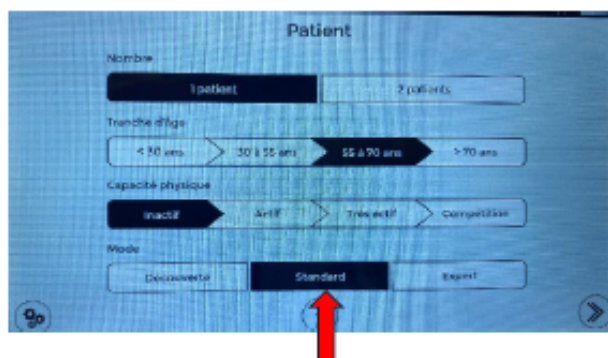 Patient
Nombre
1 patient 2 patients
Tranche d'âge
< 30 ans 30 à 55 ans 55 à 70 ans > 70 ans
Capacité physique
Inactif Actif Très actif Compétition
Mode
Découverte Standard Expert